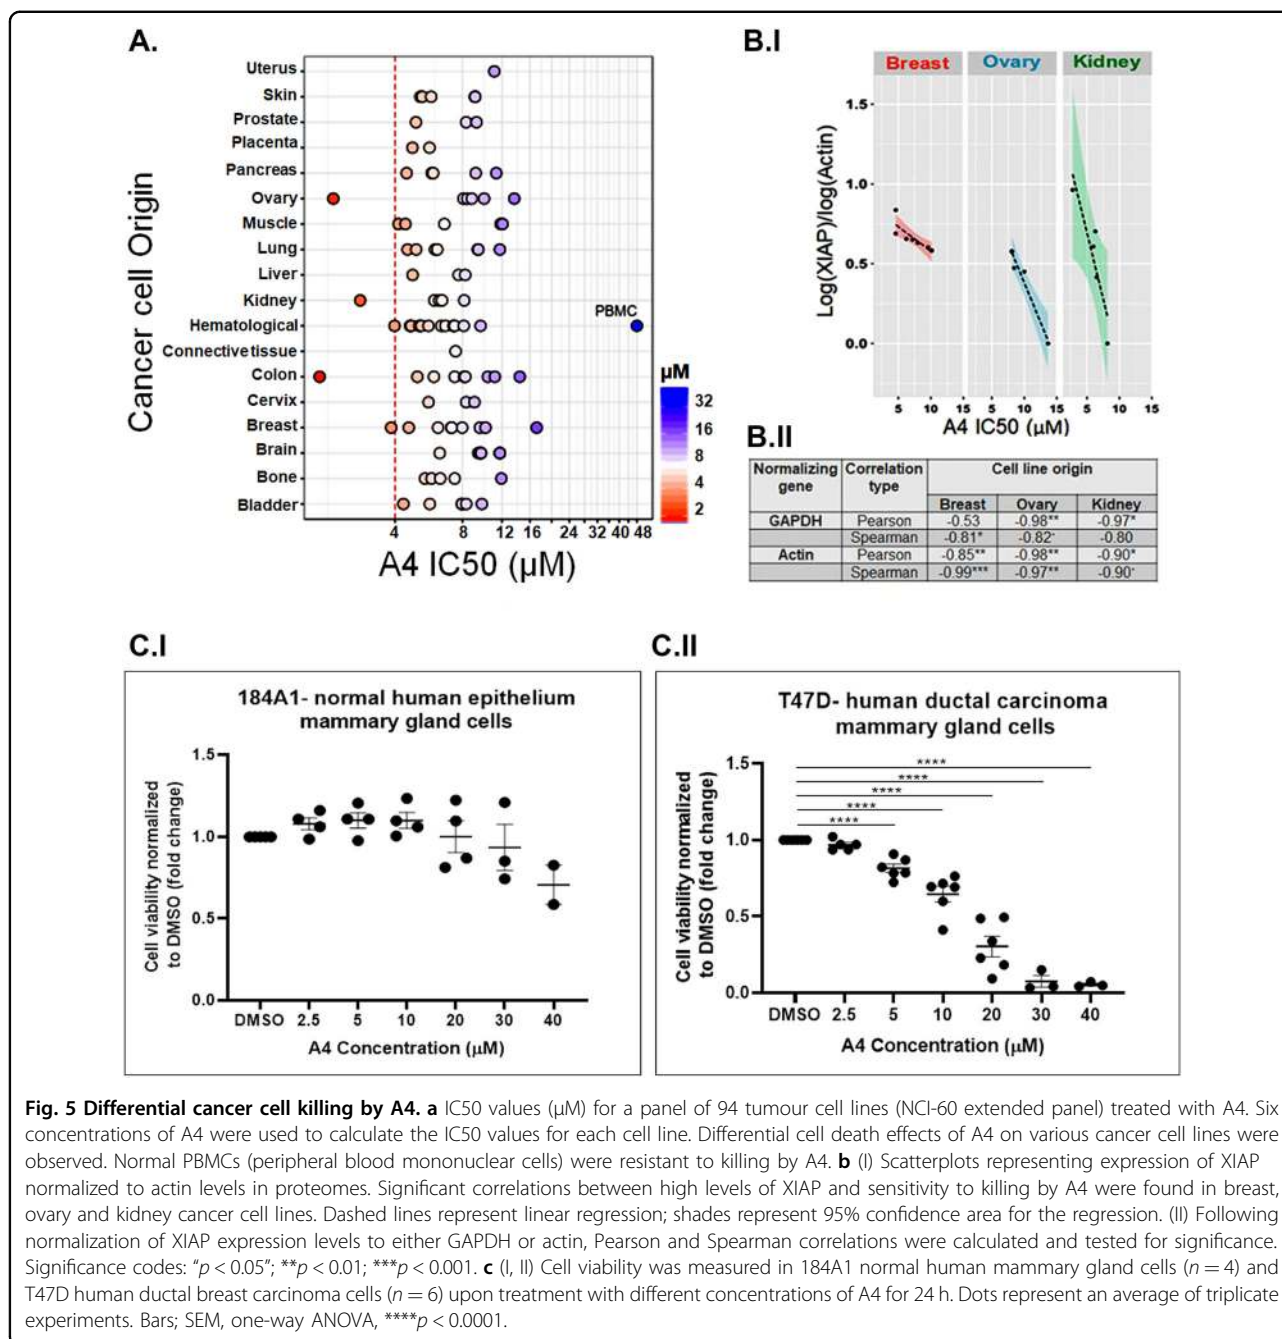 A.
Cancer cell Origin
Uterus
Skin
Prostate
Placenta
Pancreas
Ovary
Muscle
Lung
Liver
Kidney
Hematological
Connective tissue
Colon
Cervix
Breast
Brain
Bone
Bladder
PBMC
4 8 12 16 24 32 40 48
A4 IC50 (µM)
µM
32
16
8
4
2
B.I
Breast Ovary Kidney
Log(XIAP)/log(Actin)
1.5
1.0
0.5
0.0
5 10 15 5 10 15 5 10 15
A4 IC50 (µM)
B.II
Normalizing gene Correlation type Cell line origin
Breast Ovary Kidney
GAPDH Pearson -0.53 -0.98** -0.97*
Spearman -0.81* -0.82· -0.80
Actin Pearson -0.85** -0.98** -0.90*
Spearman -0.99*** -0.97** -0.90·
C.I
184A1- normal human epithelium
mammary gland cells
Cell viability normalized
to DMSO (fold change)
1.5
1.0
0.5
0.0
DMSO 2.5 5 10 20 30 40
A4 Concentration (µM)
C.II
T47D- human ductal carcinoma
mammary gland cells
Cell viability normalized
to DMSO (fold change)
1.5
1.0
0.5
0.0
****
****
****
****
****
DMSO 2.5 5 10 20 30 40
A4 Concentration (µM)
Fig. 5 Differential cancer cell killing by A4. a IC50 values (µM) for a panel of 94 tumour cell lines (NCI-60 extended panel) treated with A4. Six
concentrations of A4 were used to calculate the IC50 values for each cell line. Differential cell death effects of A4 on various cancer cell lines were
observed. Normal PBMCs (peripheral blood mononuclear cells) were resistant to killing by A4. b (I) Scatterplots representing expression of XIAP
normalized to actin levels in proteomes. Significant correlations between high levels of XIAP and sensitivity to killing by A4 were found in breast,
ovary and kidney cancer cell lines. Dashed lines represent linear regression; shades represent 95% confidence area for the regression. (II) Following
normalization of XIAP expression levels to either GAPDH or actin, Pearson and Spearman correlations were calculated and tested for significance.
Significance codes: "p < 0.05"; **p < 0.01; ***p < 0.001. c (I, II) Cell viability was measured in 184A1 normal human mammary gland cells (n = 4) and
T47D human ductal breast carcinoma cells (n = 6) upon treatment with different concentrations of A4 for 24 h. Dots represent an average of triplicate
experiments. Bars; SEM, one-way ANOVA, ****p < 0.0001.